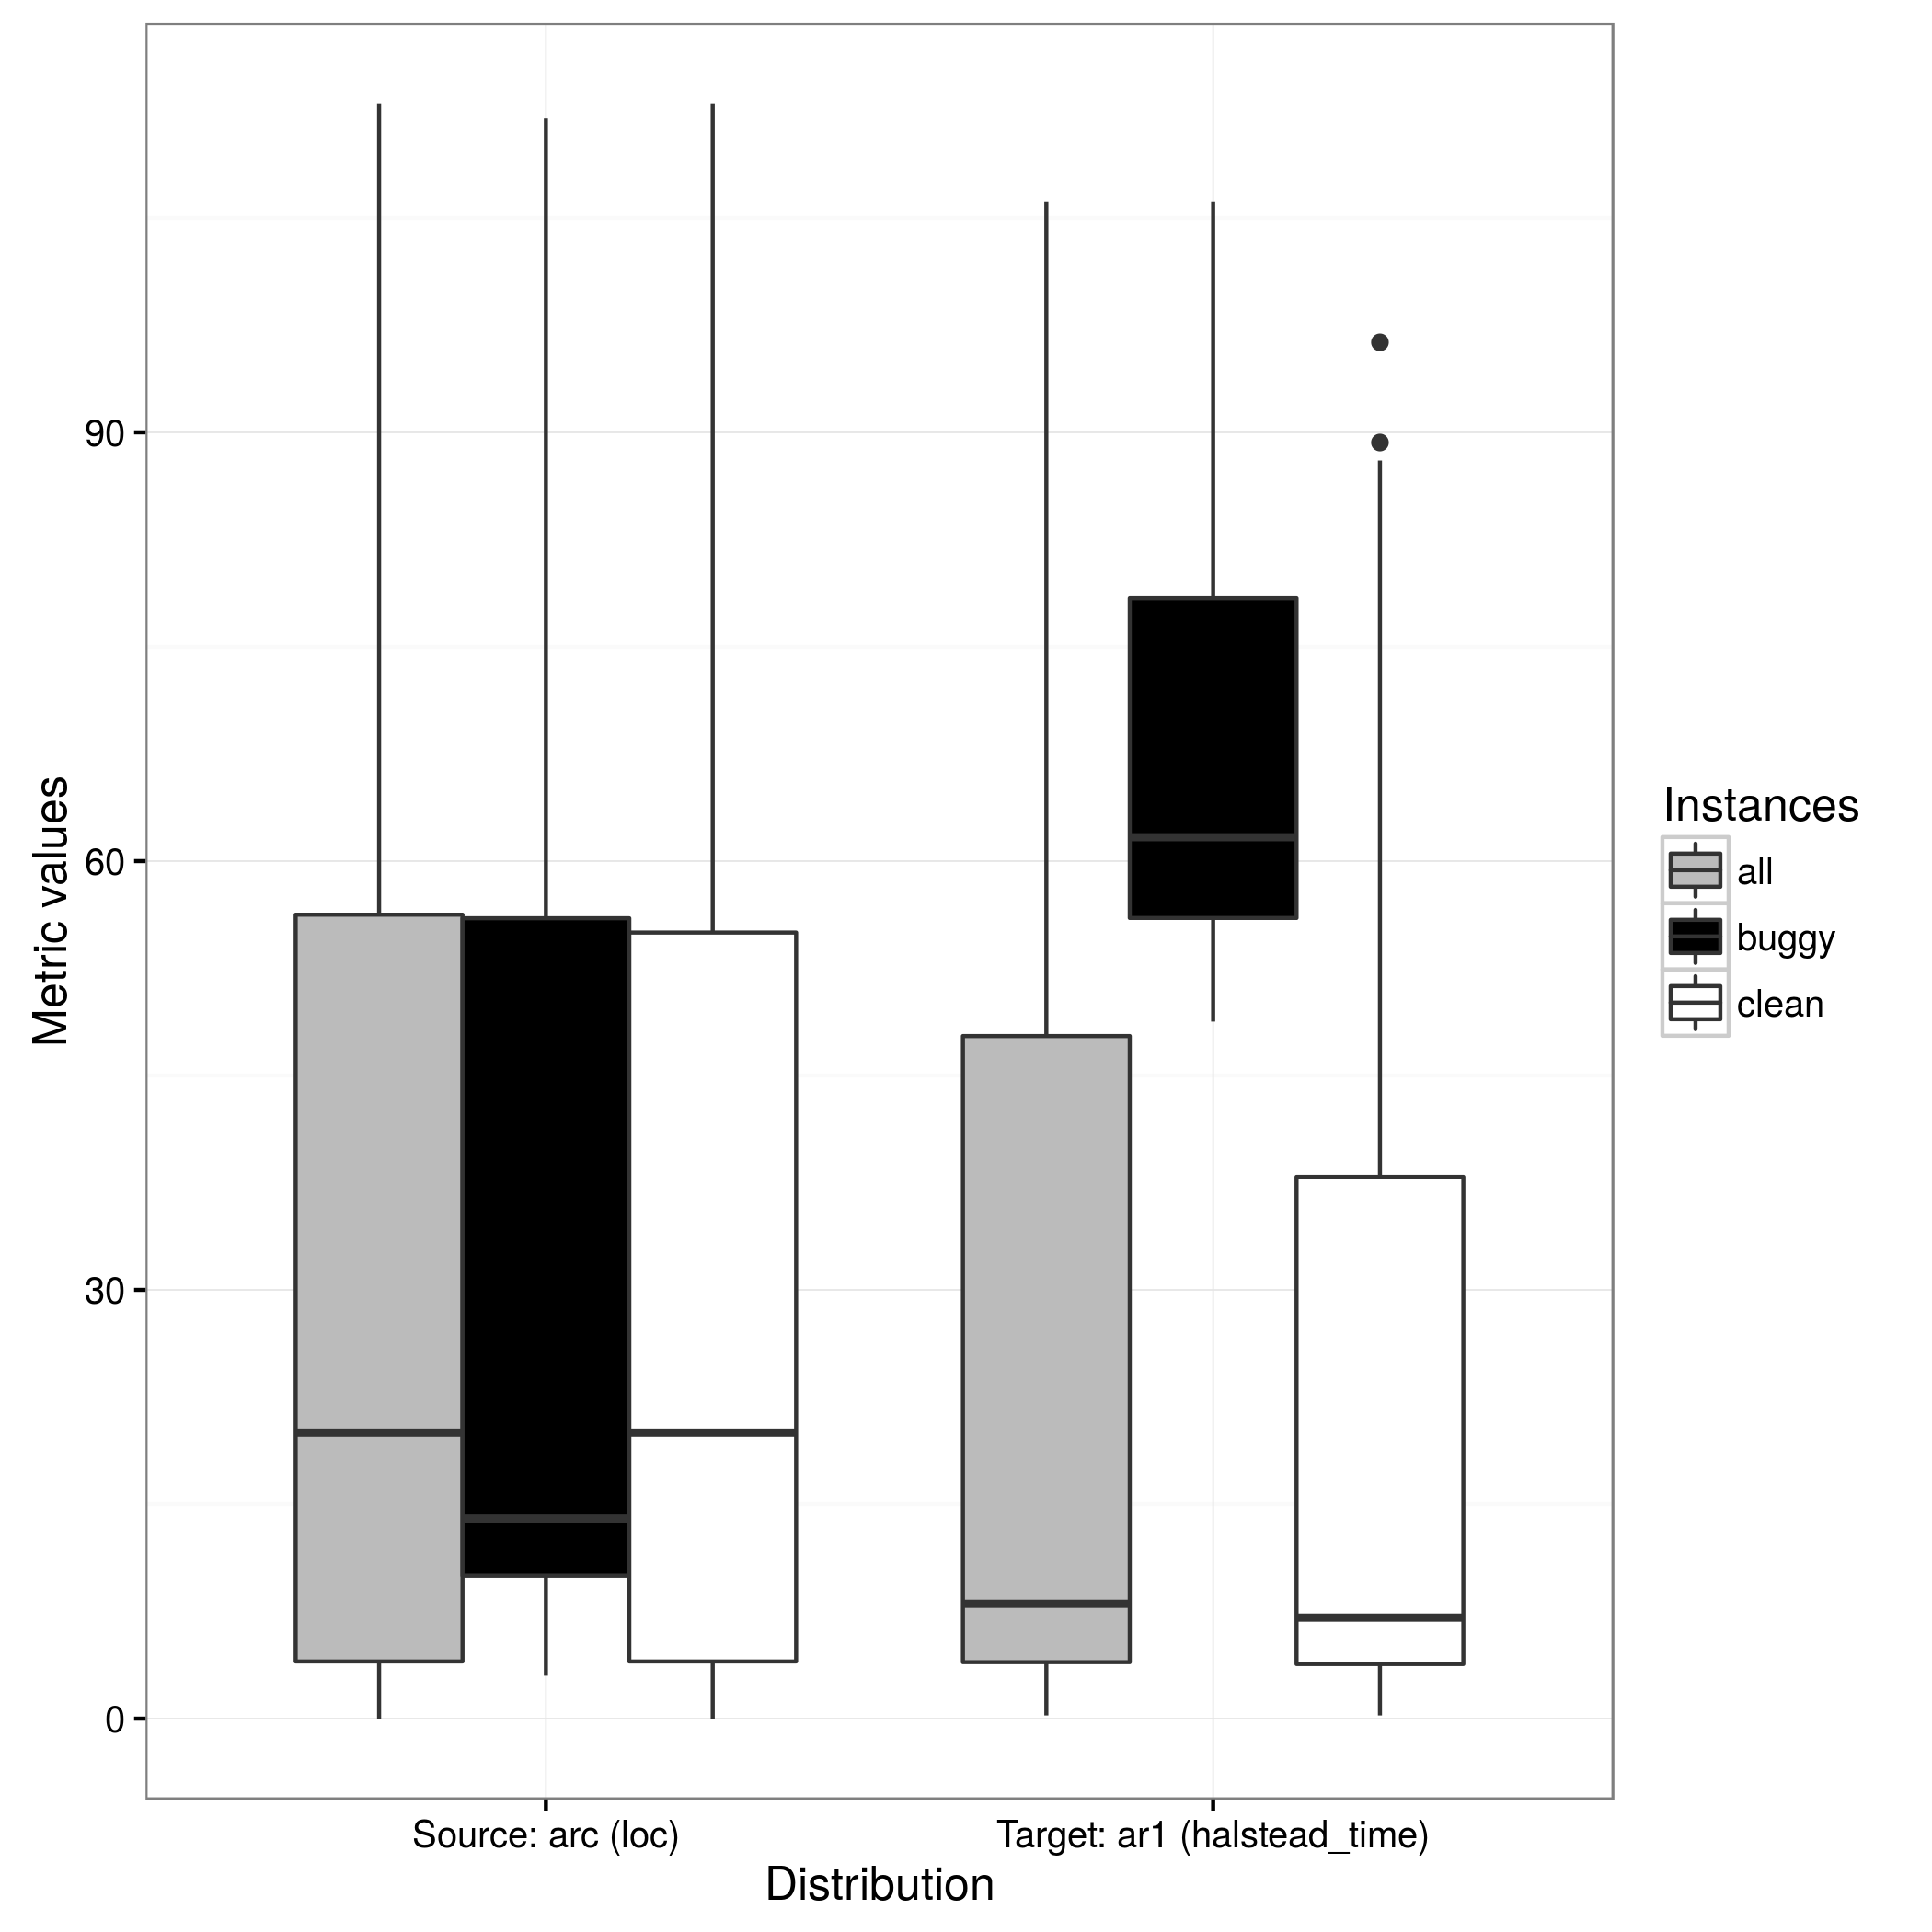 Metric values
90
60
30
0
Source: arc (loc)
Target: ar1 (halstead_time)
Distribution
Instances
all
buggy
clean